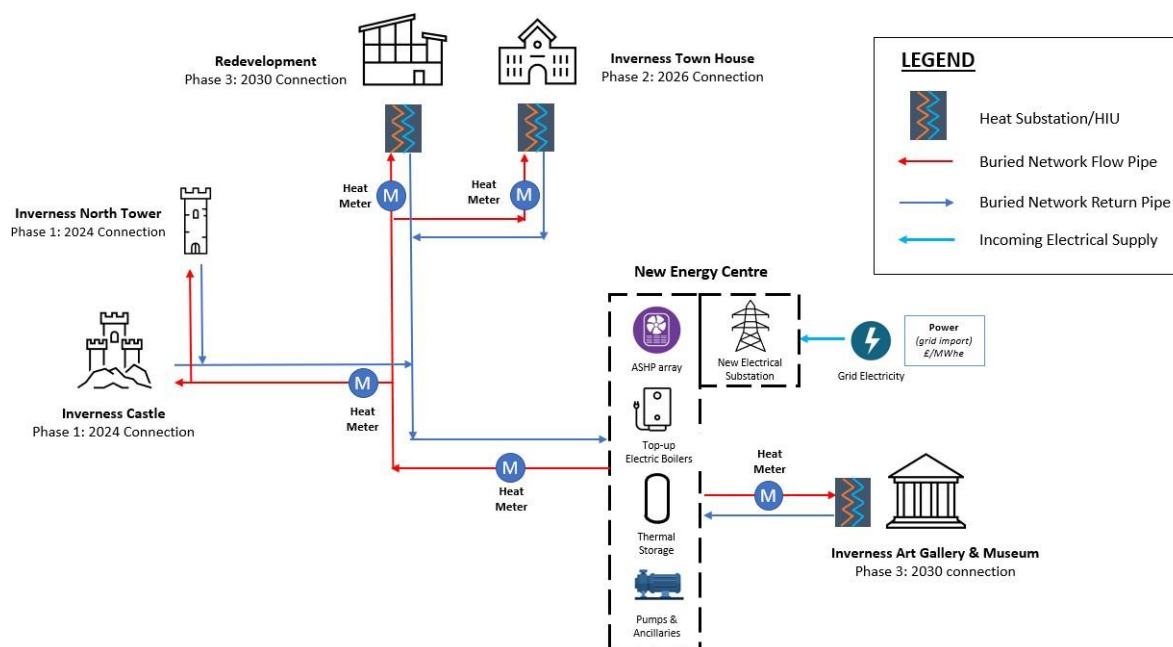 Redevelopment
Phase 3: 2030 Connection
Inverness Town House
Phase 2: 2026 Connection
LEGEND
Heat Substation/HIU
Buried Network Flow Pipe
Buried Network Return Pipe
Incoming Electrical Supply
Heat
Meter
M
Heat
Meter
M
Inverness North Tower
Phase 1: 2024 Connection
New Energy Centre
ASHP array
New Electrical
Substation
Grid Electricity
Power
(grid import)
£/MWhe
M
Heat
Meter
Inverness Castle
Phase 1: 2024 Connection
Top-up
Electric Boilers
M
Heat
Meter
Heat
Meter
M
Thermal
Storage
Inverness Art Gallery & Museum
Phase 3: 2030 connection
Pumps &
Ancillaries